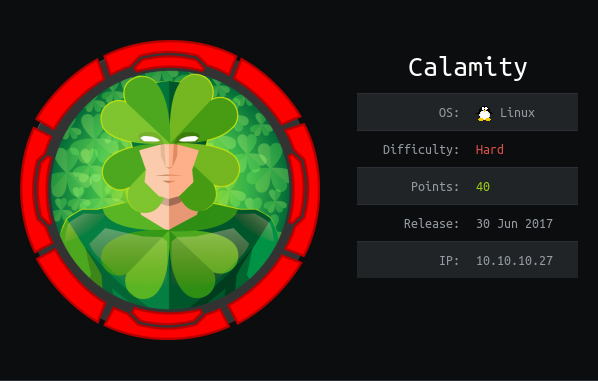 Calamity
OS: Linux
Difficulty: Hard
Points: 40
Release: 30 Jun 2017
IP: 10.10.10.27